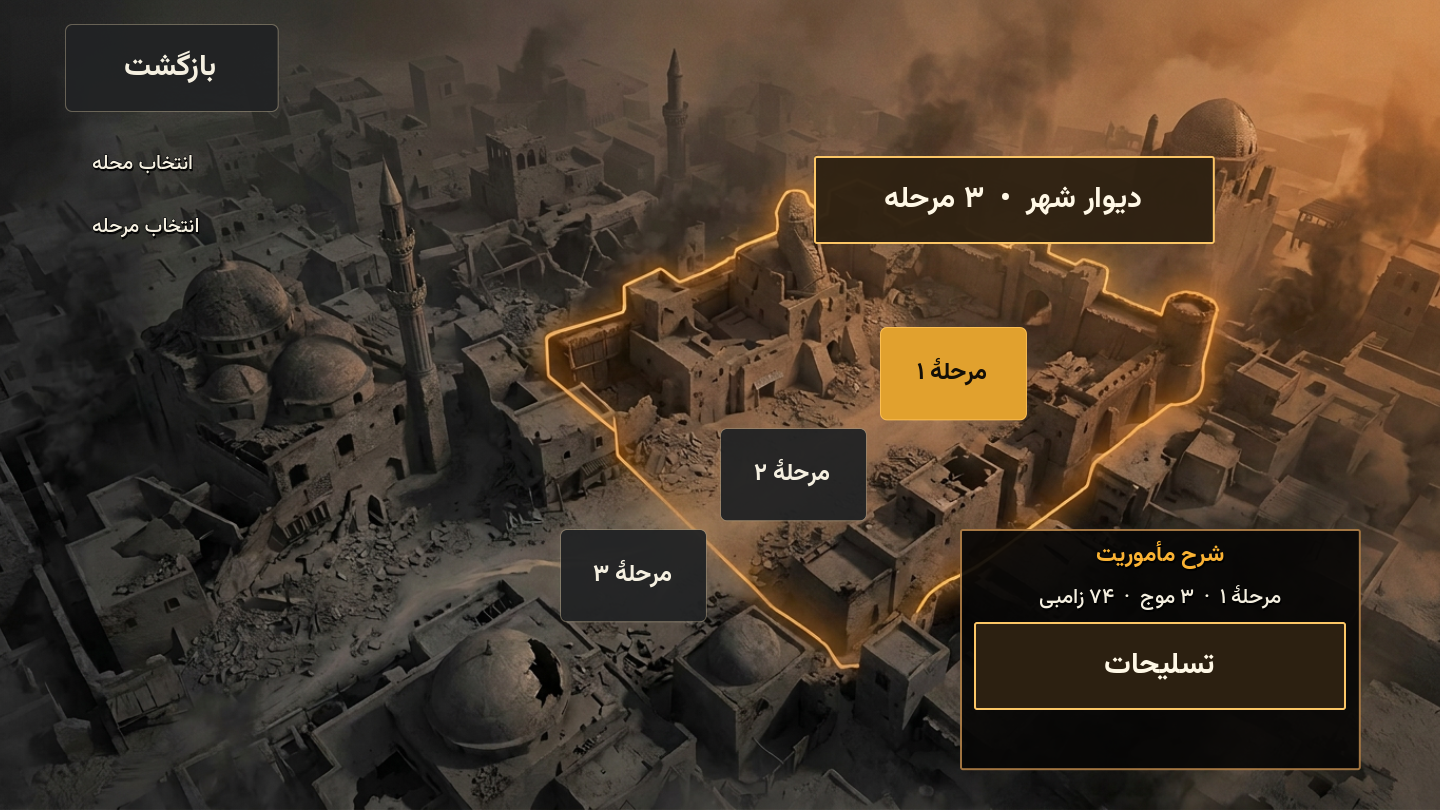 بازگشت
انتخاب محله
انتخاب مرحله
دیوار شهر • ۳ مرحله
مرحلهٔ ۱
مرحلهٔ ۲
مرحلهٔ ۳
شرح مأموریت
مرحلهٔ ۱ · ۳ موج · ۷۴ زامبی
تسلیحات